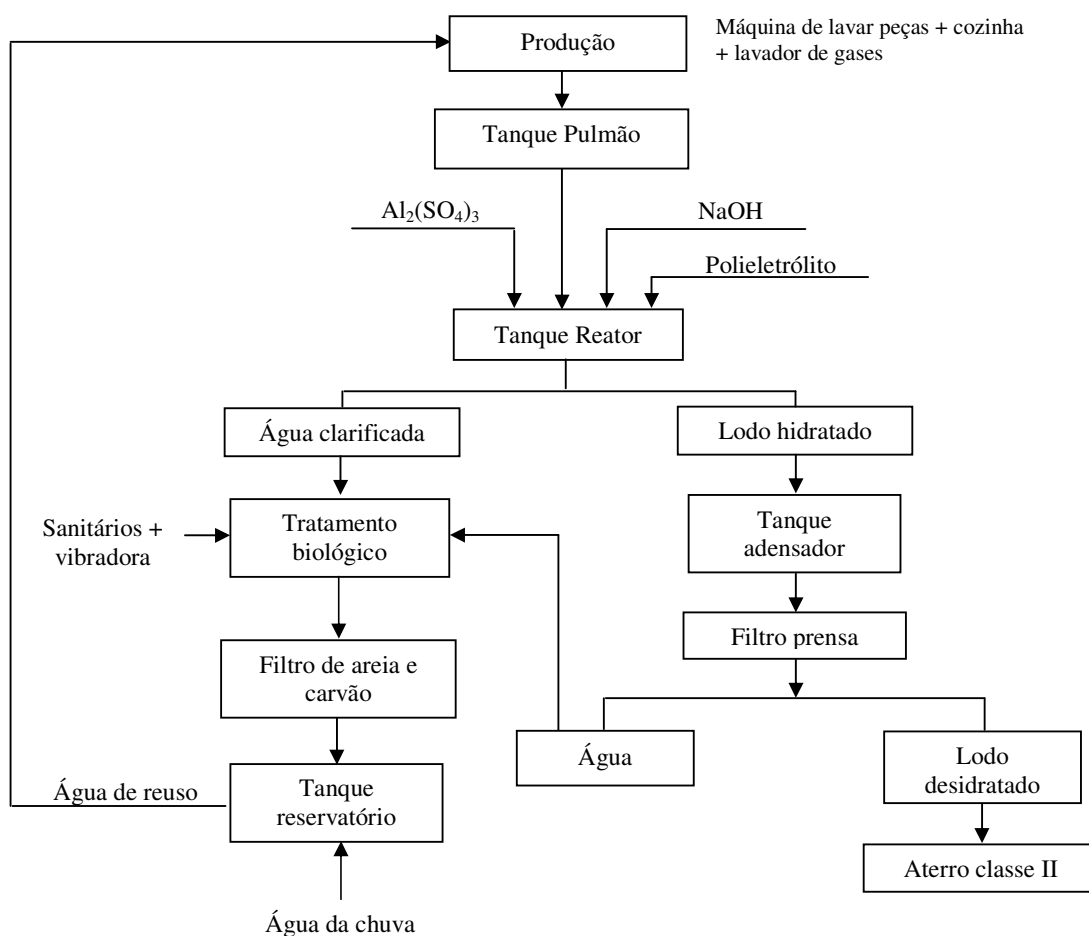 Produção
Máquina de lavar peças + cozinha
+ lavador de gases
Tanque Pulmão
Al₂(SO₄)₃
NaOH
Polieletrólito
Tanque Reator
Água clarificada
Lodo hidratado
Sanitários +
vibradora
Tratamento
biológico
Tanque
adensador
Filtro prensa
Filtro de areia e
carvão
Água
Lodo
desidratado
Água de reuso
Tanque
reservatório
Aterro classe II
Água da chuva